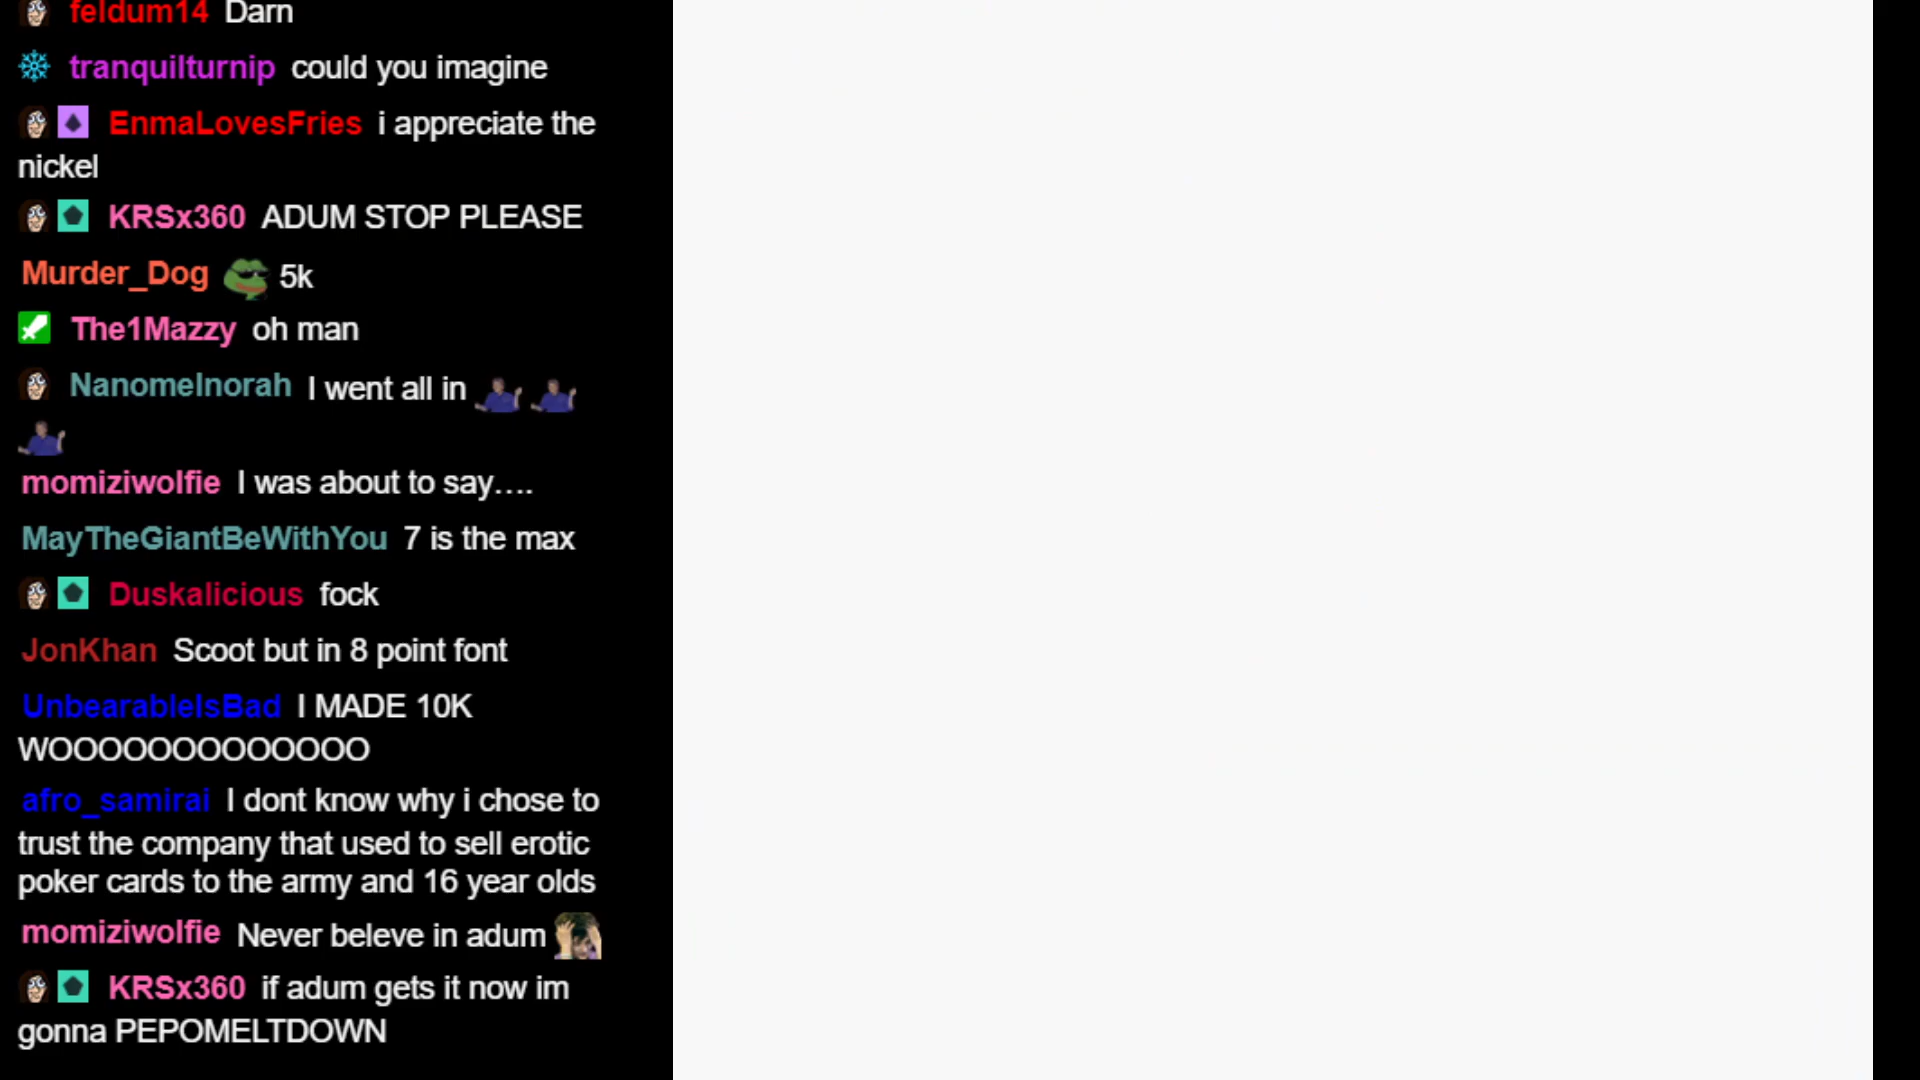 feldum14 Darn
tranquilturnip could you imagine
EnmaLovesFries i appreciate the
nickel
KRSx360 ADUM STOP PLEASE
Murder_Dog 5k
The1Mazzy oh man
NanomeInorah I went all in
momiziwolfie I was about to say....
MayTheGiantBeWithYou 7 is the max
Duskalicious fock
JonKhan Scoot but in 8 point font
UnbearableIsBad I MADE 10K
WOOOOOOOOOOOOO
afro_samirai I dont know why i chose to
trust the company that used to sell erotic
poker cards to the army and 16 year olds
momiziwolfie Never beleve in adum
KRSx360 if adum gets it now im
gonna PEPOMELTDOWN